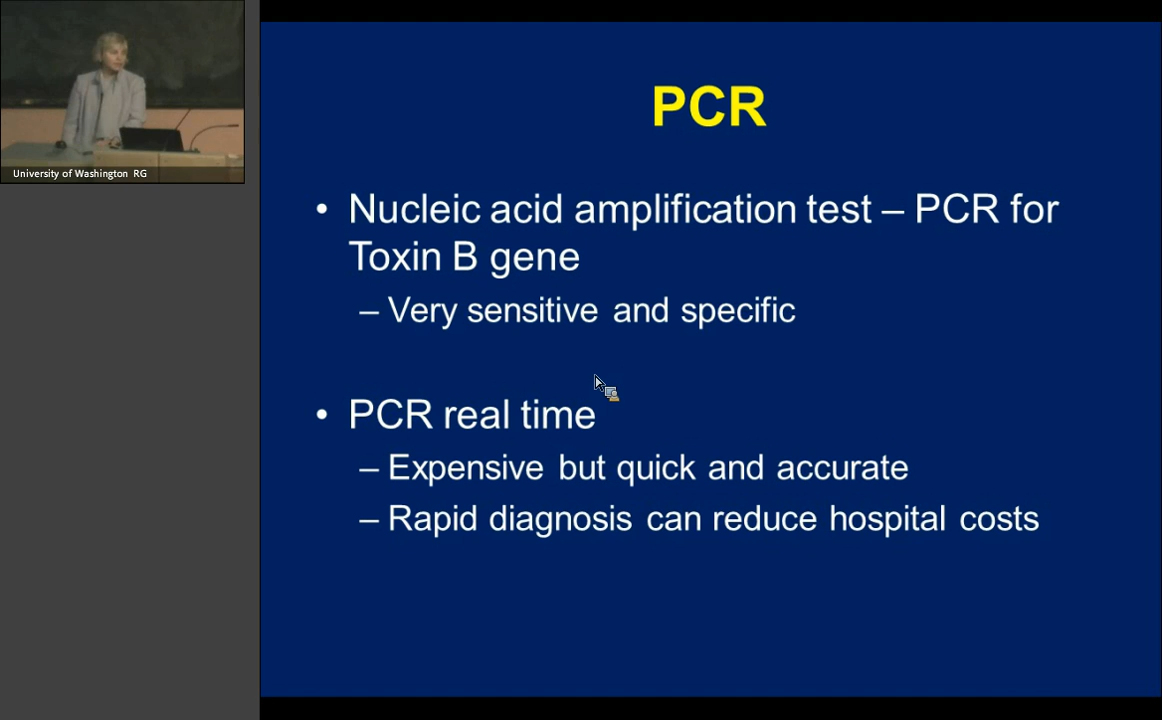 University of Washington RG
PCR
• Nucleic acid amplification test – PCR for
Toxin B gene
– Very sensitive and specific
• PCR real time
– Expensive but quick and accurate
– Rapid diagnosis can reduce hospital costs